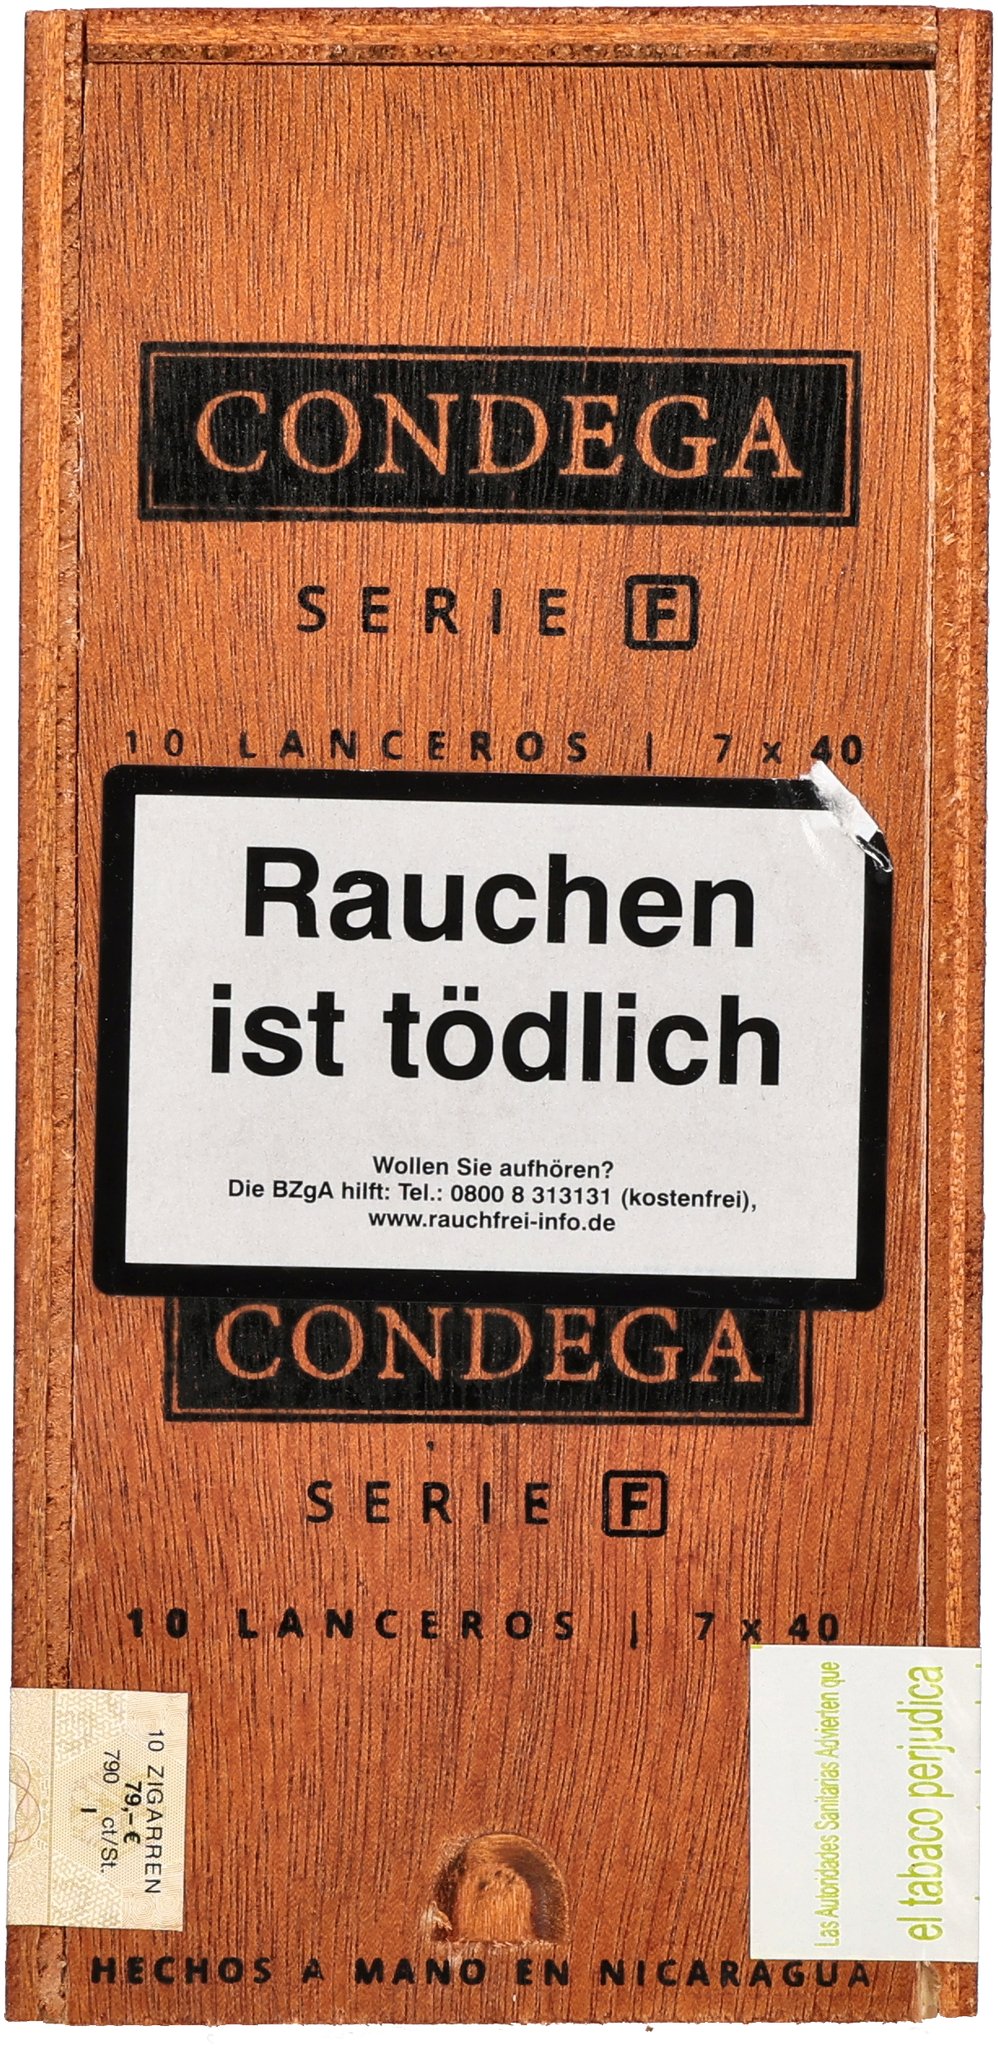 CONDEGA
SERIE F
10 LANCEROS | 7 x 40
Rauchen
ist tödlich
Wollen Sie aufhören?
Die BZgA hilft: Tel.: 0800 8 313131 (kostenfrei),
www.rauchfrei-info.de
CONDEGA
SERIE F
10 LANCEROS | 7 x 40
10 ZIGARREN
79,- €
790 ct/St.
I
Las Autoridades Sanitarias Advierten que
el tabaco perjudica
HECHOS A MANO EN NICARAGUA